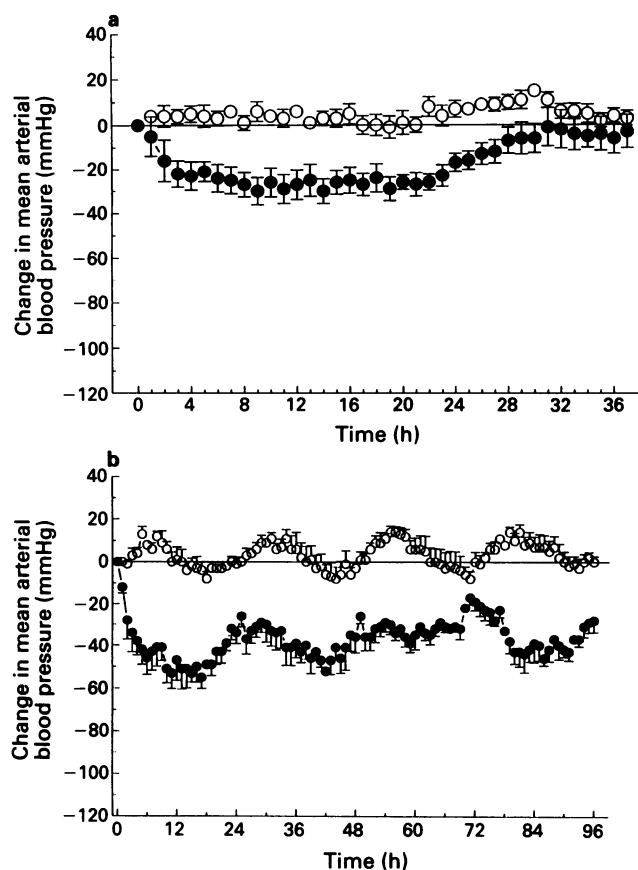 a
40
20
0
−20
−40
−60
−80
−100
−120
Change in mean arterial
blood pressure (mmHg)
0 4 8 12 16 20 24 28 32 36
Time (h)
b
40
20
0
−20
−40
−60
−80
−100
−120
Change in mean arterial
blood pressure (mmHg)
0 12 24 36 48 60 72 84 96
Time (h)